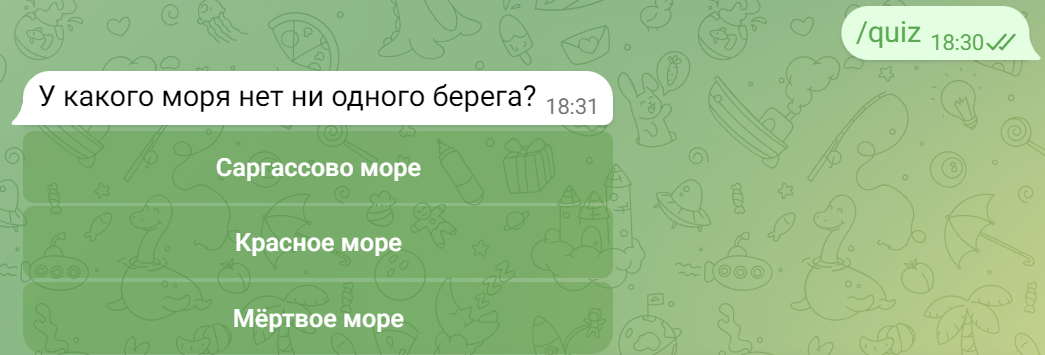 /quiz 18:30
У какого моря нет ни одного берега? 18:31
Саргассово море
Красное море
Мёртвое море